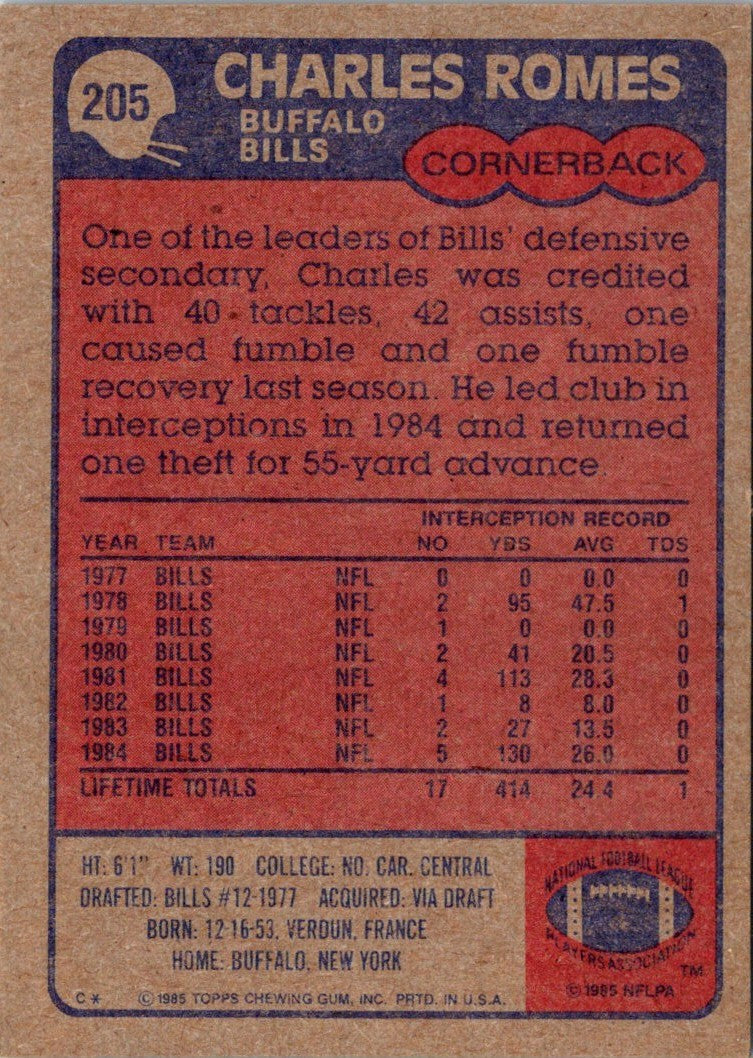 205
CHARLES ROMES
BUFFALO
BILLS
CORNERBACK
One of the leaders of Bills' defensive
secondary, Charles was credited
with 40 tackles, 42 assists, one
caused fumble and one fumble
recovery last season. He led club in
interceptions in 1984 and returned
one theft for 55-yard advance.
INTERCEPTION RECORD
YEAR TEAM NO YDS AVG TDS
1977 BILLS NFL 0 0 0.0 0
1978 BILLS NFL 2 95 47.5 1
1979 BILLS NFL 1 0 0.0 0
1980 BILLS NFL 2 41 20.5 0
1981 BILLS NFL 4 113 28.3 0
1982 BILLS NFL 1 8 8.0 0
1983 BILLS NFL 2 27 13.5 0
1984 BILLS NFL 5 130 26.0 0
LIFETIME TOTALS 17 414 24.4 1
HT: 6'1" WT: 190 COLLEGE: NO. CAR. CENTRAL
DRAFTED: BILLS #12-1977 ACQUIRED: VIA DRAFT
BORN: 12-16-53, VERDUN, FRANCE
HOME: BUFFALO, NEW YORK
C * © 1985 TOPPS CHEWING GUM, INC. PRTD. IN U.S.A.
NATIONAL FOOTBALL LEAGUE
PLAYERS ASSOCIATION
TM
© 1985 NFLPA